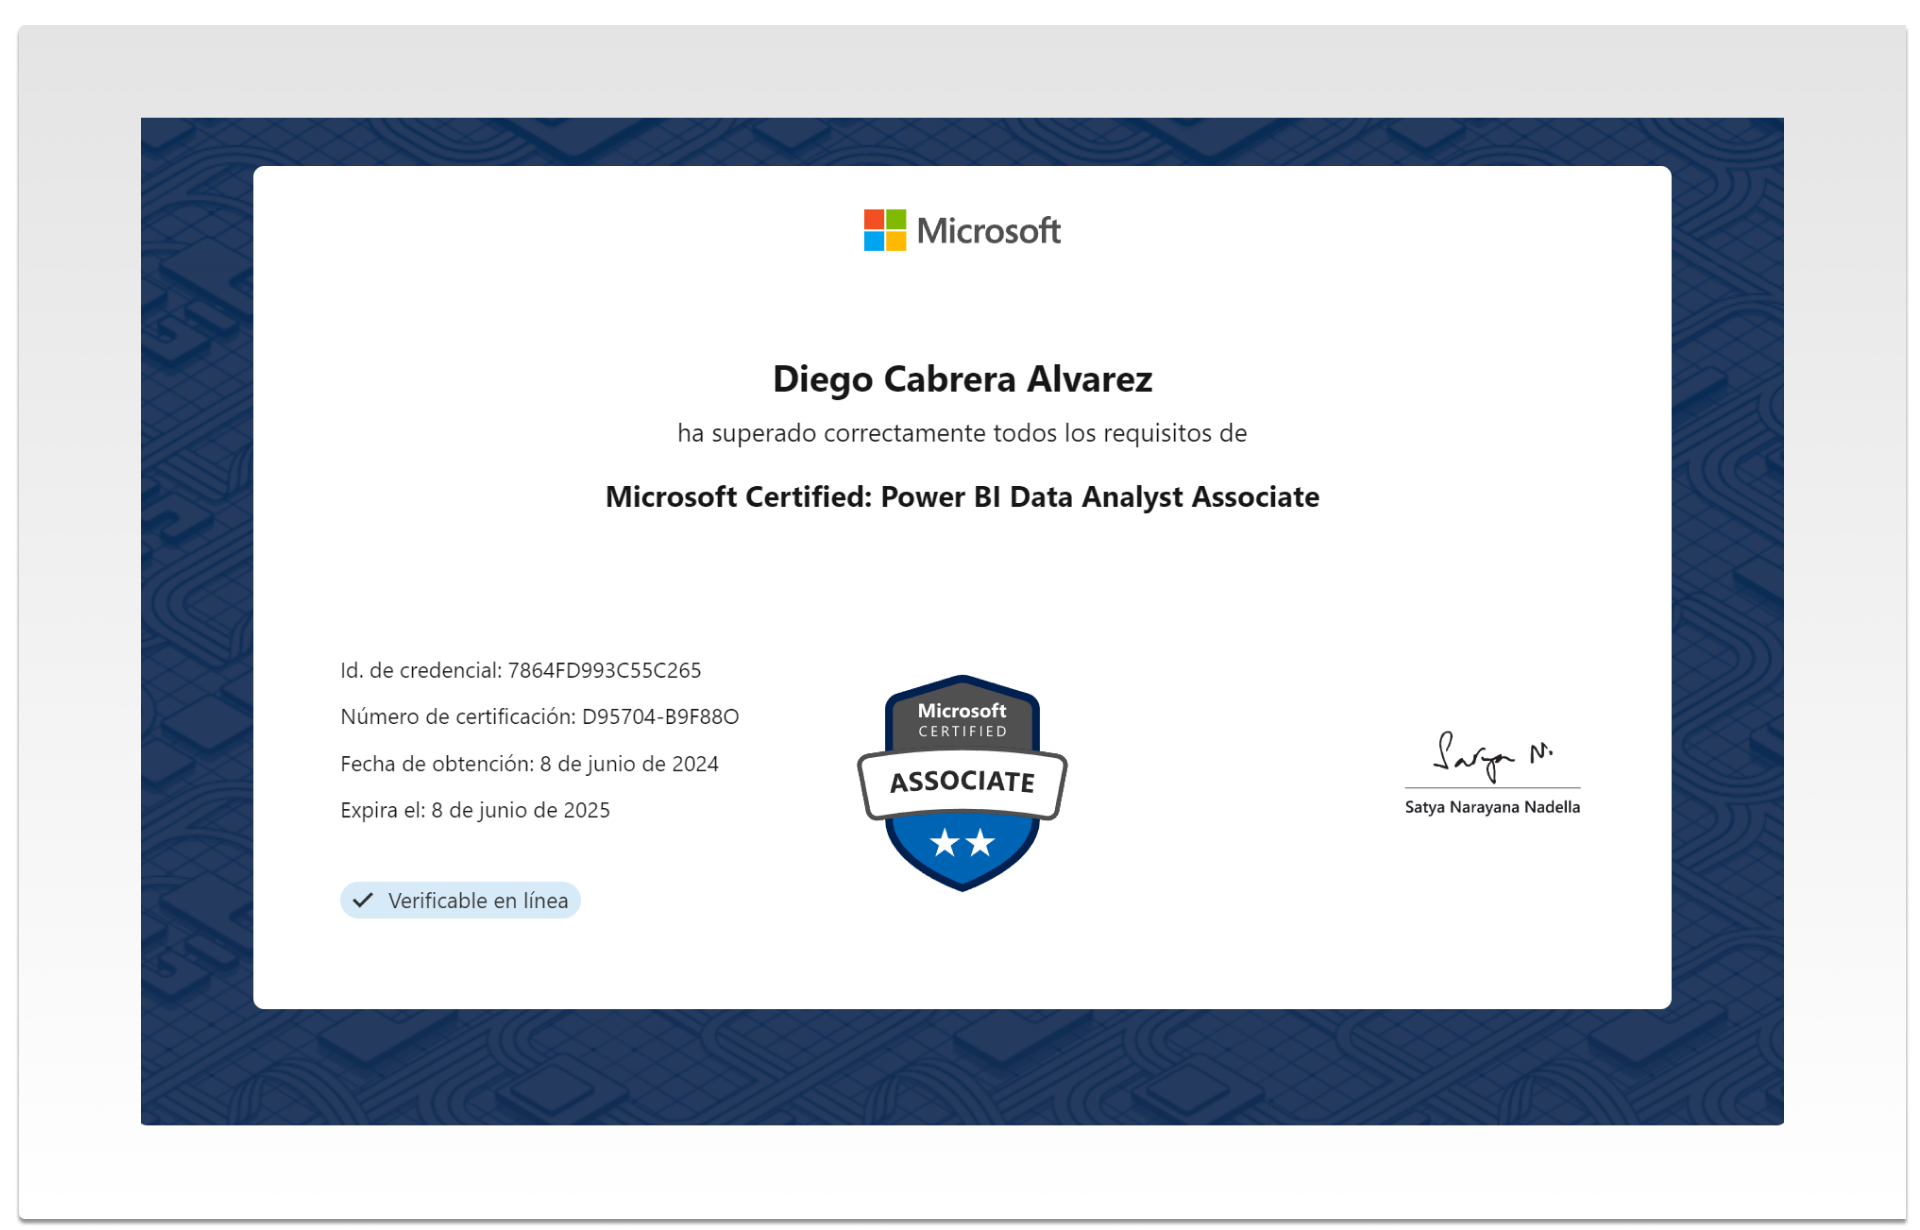 Microsoft
Diego Cabrera Alvarez
ha superado correctamente todos los requisitos de
Microsoft Certified: Power BI Data Analyst Associate
Id. de credencial: 7864FD993C55C265
Número de certificación: D95704-B9F88O
Fecha de obtención: 8 de junio de 2024
Expira el: 8 de junio de 2025
Verificable en línea
Microsoft
CERTIFIED
ASSOCIATE
Satya N.
Satya Narayana Nadella